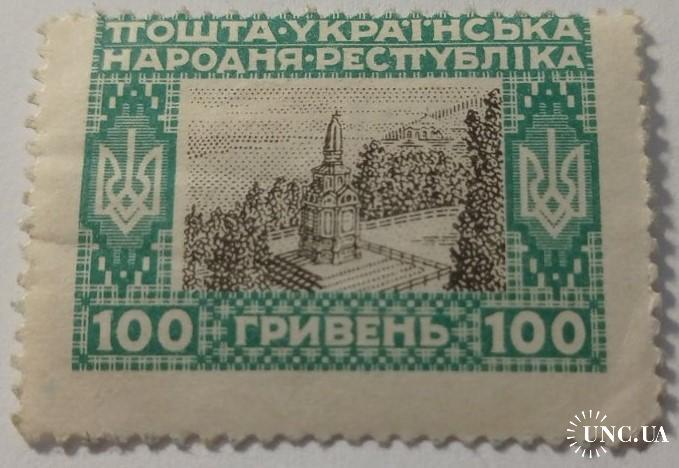 ПОШТА·УКРАЇНСЬКА
НАРОДНЯ·РЕСПУБЛІКА
100 ГРИВЕНЬ 100
UNC.UA